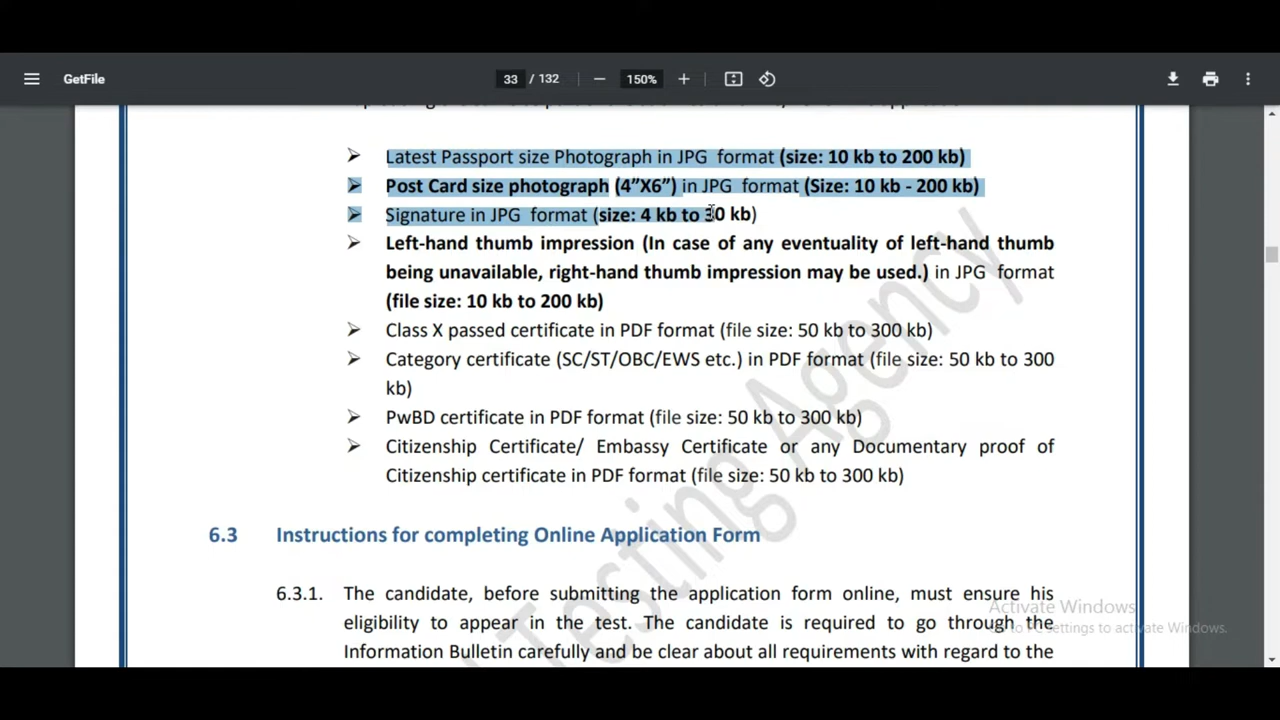 GetFile
33 / 132
150%
Latest Passport size Photograph in JPG format (size: 10 kb to 200 kb)
Post Card size photograph (4”X6”) in JPG format (Size: 10 kb - 200 kb)
Signature in JPG format (size: 4 kb to 30 kb)
Left-hand thumb impression (In case of any eventuality of left-hand thumb
being unavailable, right-hand thumb impression may be used.) in JPG format
(file size: 10 kb to 200 kb)
Class X passed certificate in PDF format (file size: 50 kb to 300 kb)
Category certificate (SC/ST/OBC/EWS etc.) in PDF format (file size: 50 kb to 300
kb)
PwBD certificate in PDF format (file size: 50 kb to 300 kb)
Citizenship Certificate/ Embassy Certificate or any Documentary proof of
Citizenship certificate in PDF format (file size: 50 kb to 300 kb)
6.3 Instructions for completing Online Application Form
6.3.1. The candidate, before submitting the application form online, must ensure his
eligibility to appear in the test. The candidate is required to go through the
Information Bulletin carefully and be clear about all requirements with regard to the
Testing Agency
Activate Windows
Go to PC settings to activate Windows.